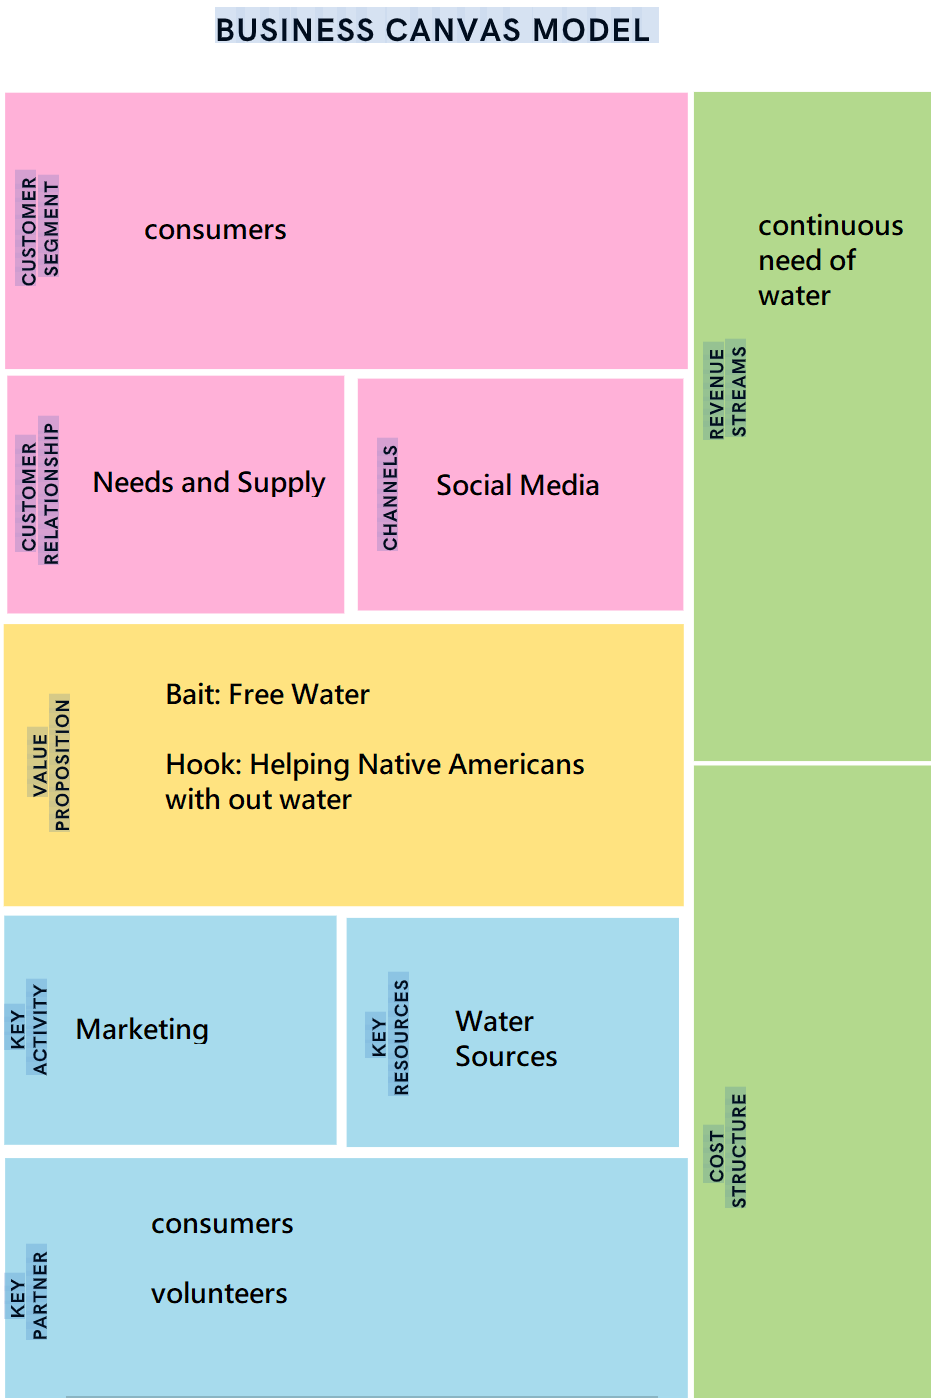 BUSINESS CANVAS MODEL
CUSTOMER
SEGMENT
consumers
CUSTOMER
RELATIONSHIP
Needs and Supply
CHANNELS
Social Media
VALUE
PROPOSITION
Bait: Free Water
Hook: Helping Native Americans
with out water
KEY
ACTIVITY
Marketing
KEY
RESOURCES
Water
Sources
KEY
PARTNER
consumers
volunteers
REVENUE
STREAMS
continuous
need of
water
COST
STRUCTURE